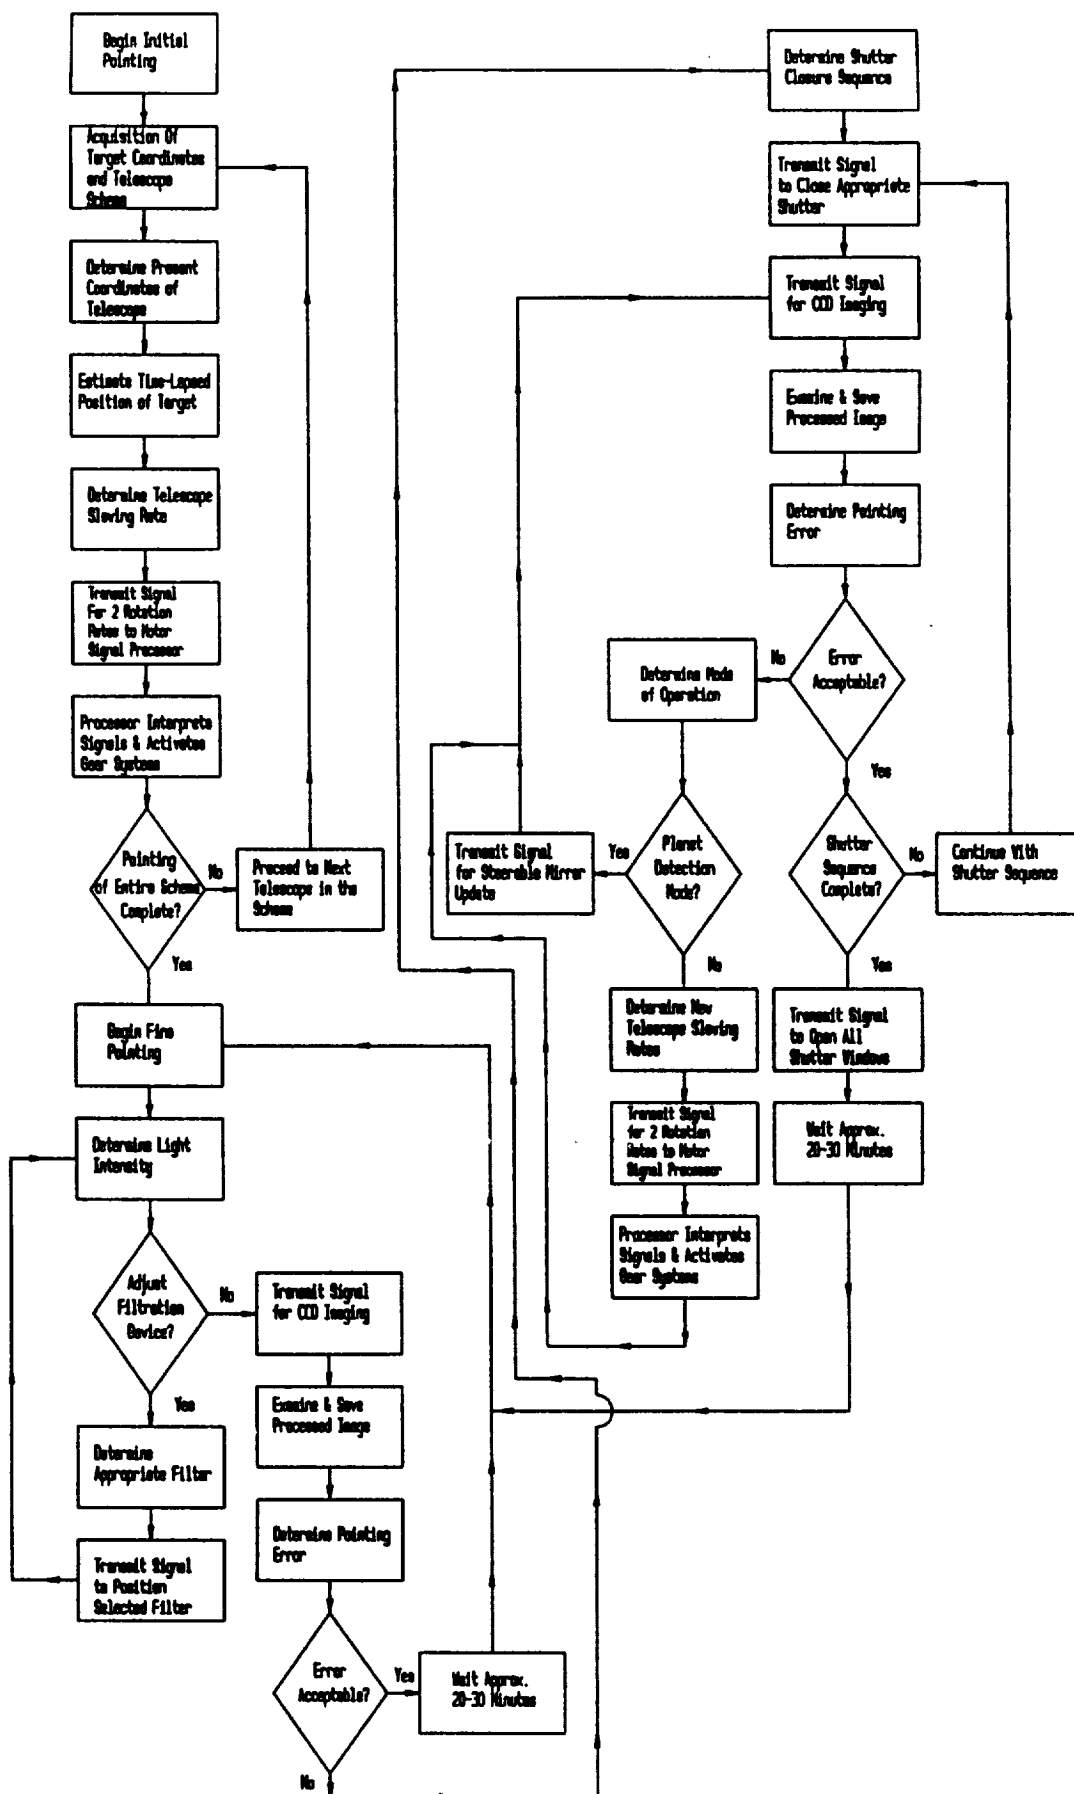 Begin Initial
Pointing
Acquisition Of
Target Coordinates
and Telescope
Scheme
Determine Present
Coordinates of
Telescope
Estimate Time-Lapsed
Position of Target
Determine Telescope
Slewing Rate
Transmit Signal
For 2 Rotation
Rates to Motor
Signal Processor
Processor Interprets
Signals & Activates
Gear Systems
Pointing
of Entire Scheme
Complete?
No
Proceed to Next
Telescope in the
Scheme
Yes
Begin Fine
Pointing
Determine Light
Intensity
Adjust
Filtration
Device?
No
Yes
Determine
Appropriate Filter
Transmit Signal
to Position
Selected Filter
Transmit Signal
for CCD Imaging
Examine & Save
Processed Image
Determine Pointing
Error
Error
Acceptable?
Yes
Wait Approx.
20-30 Minutes
No
Determine Shutter
Closure Sequence
Transmit Signal
to Close Appropriate
Shutter
Transmit Signal
for CCD Imaging
Examine & Save
Processed Image
Determine Pointing
Error
Error
Acceptable?
No
Determine Mode
of Operation
Yes
Planet
Detection
Mode?
Yes
Transmit Signal
for Steerable Mirror
Update
No
Determine New
Telescope Slewing
Rates
Transmit Signal
for 2 Rotation
Rates to Motor
Signal Processor
Processor Interprets
Signals & Activates
Gear Systems
Shutter
Sequence
Complete?
No
Continue With
Shutter Sequence
Yes
Transmit Signal
to Open All
Shutter Windows
Wait Approx.
20-30 Minutes